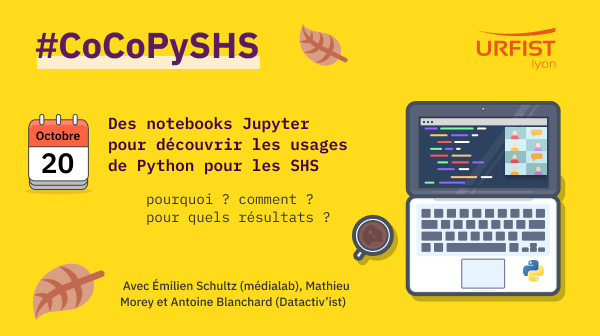 #CoCoPySHS
URFIST
lyon
Octobre
20
Des notebooks Jupyter
pour découvrir les usages
de Python pour les SHS
pourquoi ? comment ?
pour quels résultats ?
Avec Émilien Schultz (médialab), Mathieu
Morey et Antoine Blanchard (Datactiv'ist)